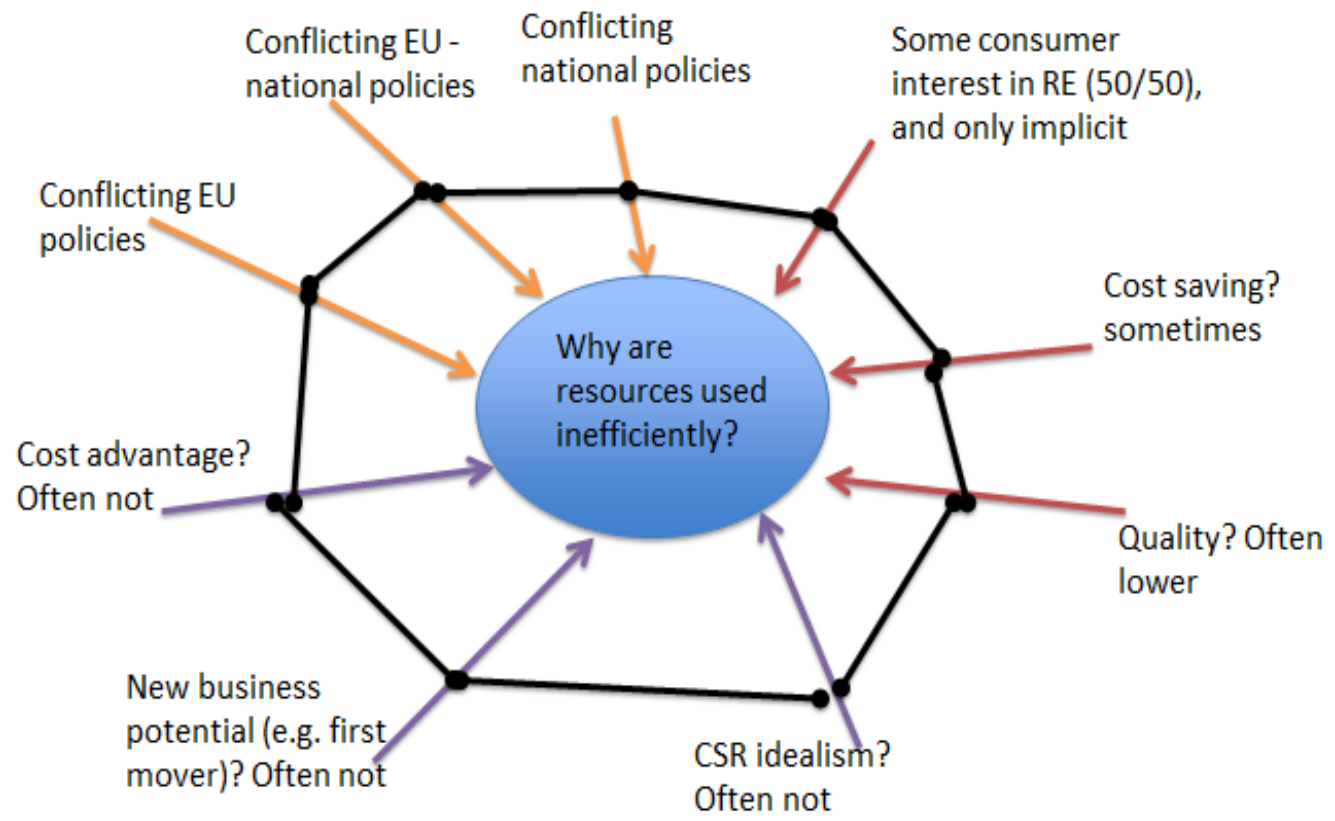 Conflicting EU -
national policies
Conflicting
national policies
Some consumer
interest in RE (50/50),
and only implicit
Conflicting EU
policies
Cost saving?
sometimes
Why are
resources used
inefficiently?
Cost advantage?
Often not
Quality? Often
lower
New business
potential (e.g. first
mover)? Often not
CSR idealism?
Often not